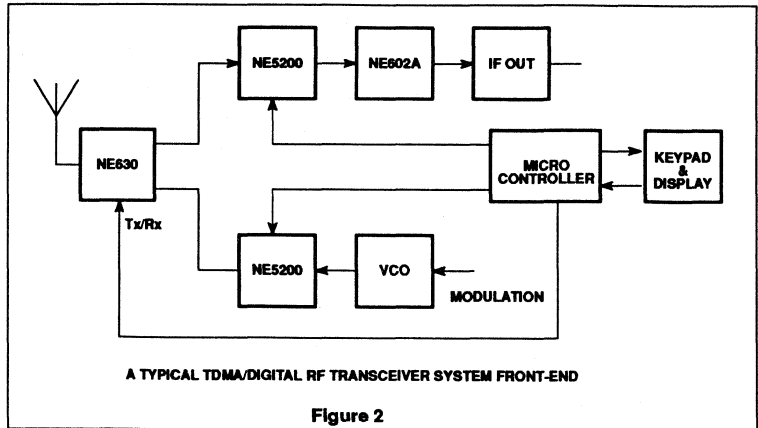 NE5200
NE602A
IF OUT
NE630
MICRO
CONTROLLER
KEYPAD
&
DISPLAY
Tx/Rx
NE5200
VCO
MODULATION
A TYPICAL TDMA/DIGITAL RF TRANSCEIVER SYSTEM FRONT-END
Figure 2